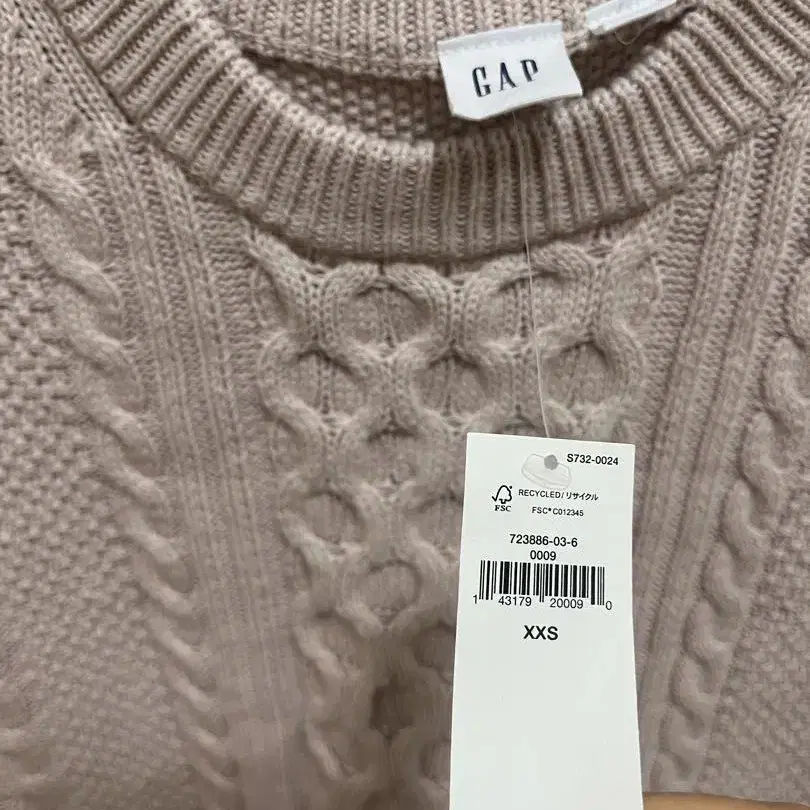 GAP
S732-0024
RECYCLED/リサイクル
FSC
FSC® C012345
723886-03-6
0009
1 43179 20009 0
XXS